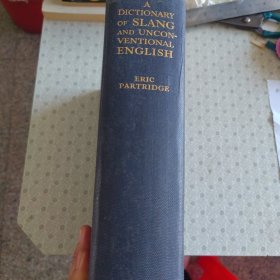 A
DICTIONARY
OF SLANG
AND UNCON-
VENTIONAL
ENGLISH
ERIC
PARTRIDGE